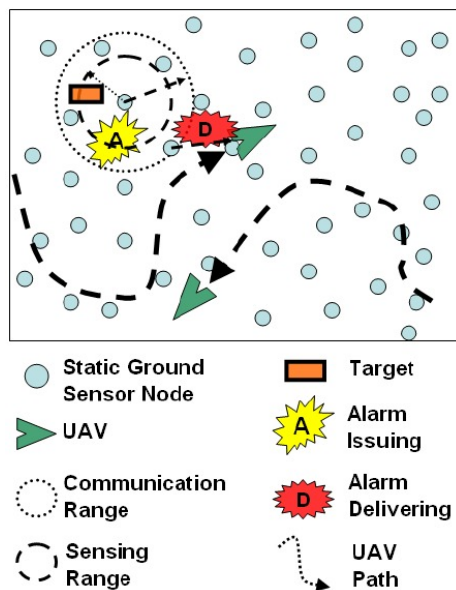 A
D
Static Ground
Sensor Node
Target
UAV
A
Alarm
Issuing
Communication
Range
D
Alarm
Delivering
Sensing
Range
UAV
Path